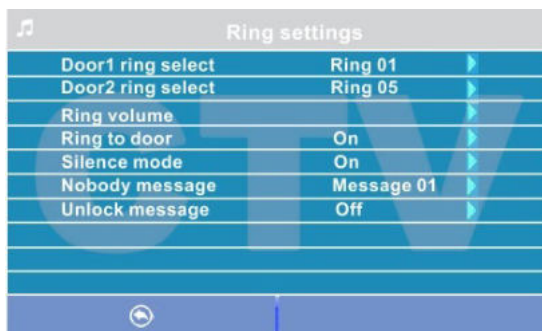 Ring settings
Door1 ring select Ring 01
Door2 ring select Ring 05
Ring volume
Ring to door On
Silence mode On
Nobody message Message 01
Unlock message Off
CTV